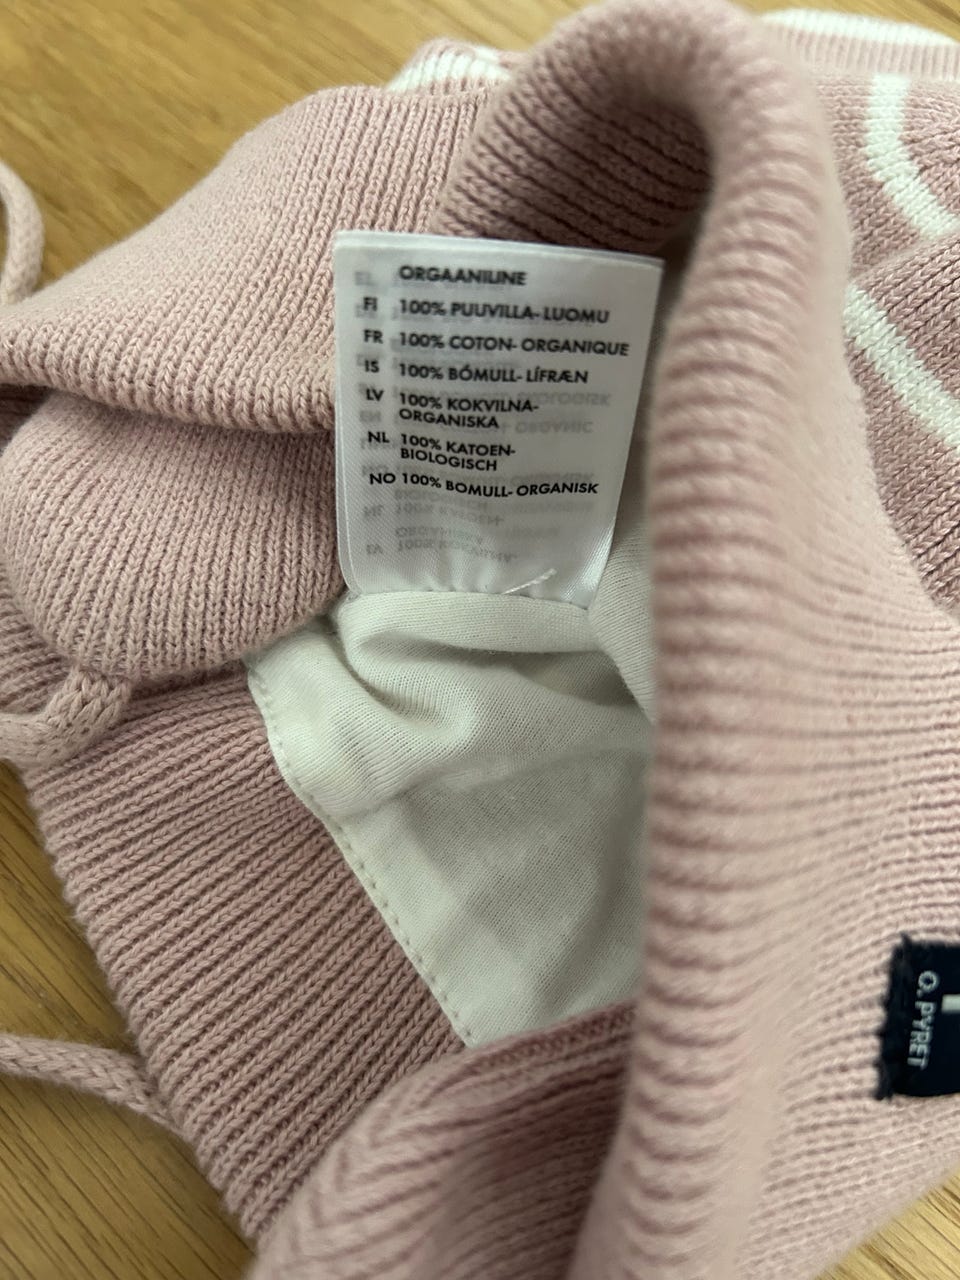 ORGAANILINE
FI 100% PUUVILLA- LUOMU
FR 100% COTON- ORGANIQUE
IS 100% BÓMULL- LÍFRÆN
LV 100% KOKVILNA-
ORGANISKA
NL 100% KATOEN-
BIOLOGISCH
NO 100% BOMULL- ORGANISK
O. PYRET